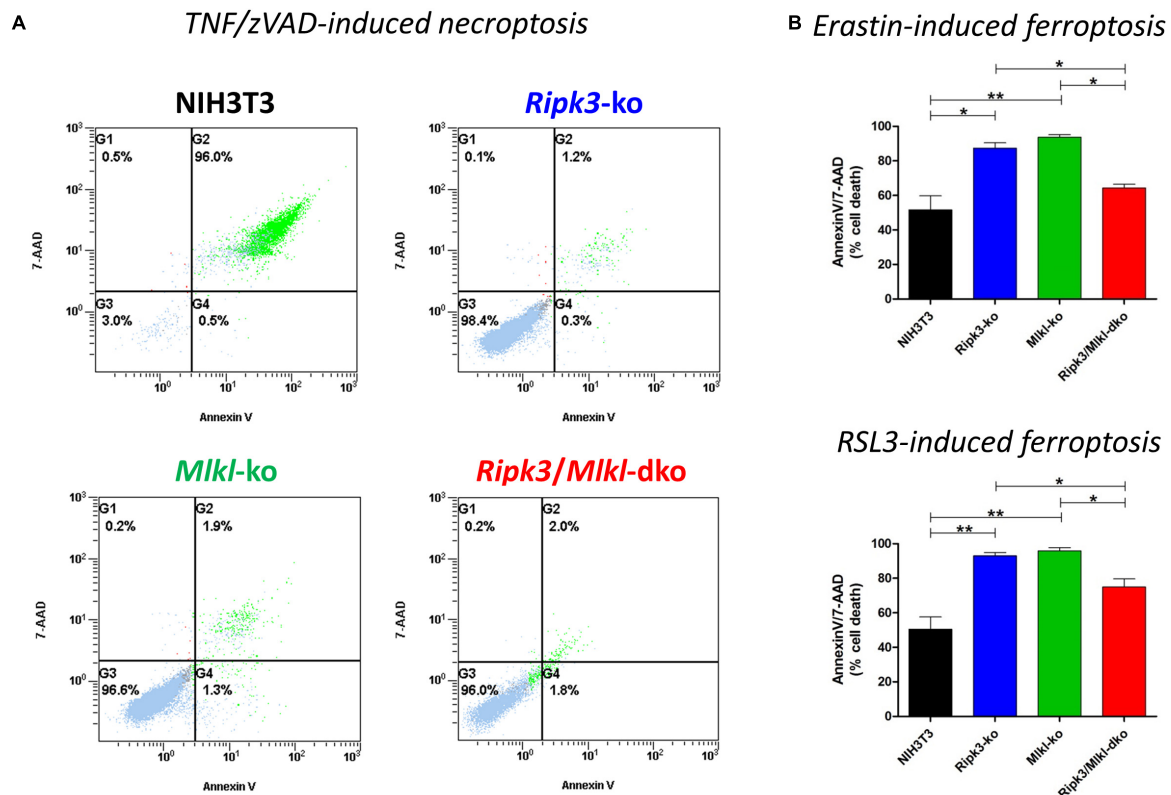 A
TNF/zVAD-induced necroptosis
NIH3T3
10³
10²
10¹
10⁰
7-AAD
G1
0.5%
G2
96.0%
G3
3.0%
G4
0.5%
10⁰ 10¹ 10² 10³
Annexin V
Ripk3-ko
10³
10²
10¹
10⁰
7-AAD
G1
0.1%
G2
1.2%
G3
98.4%
G4
0.3%
10⁰ 10¹ 10² 10³
Annexin V
Mlkl-ko
10³
10²
10¹
10⁰
7-AAD
G1
0.2%
G2
1.9%
G3
96.6%
G4
1.3%
10⁰ 10¹ 10² 10³
Annexin V
Ripk3/Mlkl-dko
10³
10²
10¹
10⁰
7-AAD
G1
0.2%
G2
2.0%
G3
96.0%
G4
1.8%
10⁰ 10¹ 10² 10³
Annexin V
B
Erastin-induced ferroptosis
*
*
**
*
AnnexinV/7-AAD
(% cell death)
100
80
60
40
20
0
NIH3T3
Ripk3-ko
Mlkl-ko
Ripk3/Mlkl-dko
RSL3-induced ferroptosis
*
*
**
**
AnnexinV/7-AAD
(% cell death)
100
80
60
40
20
0
NIH3T3
Ripk3-ko
Mlkl-ko
Ripk3/Mlkl-dko